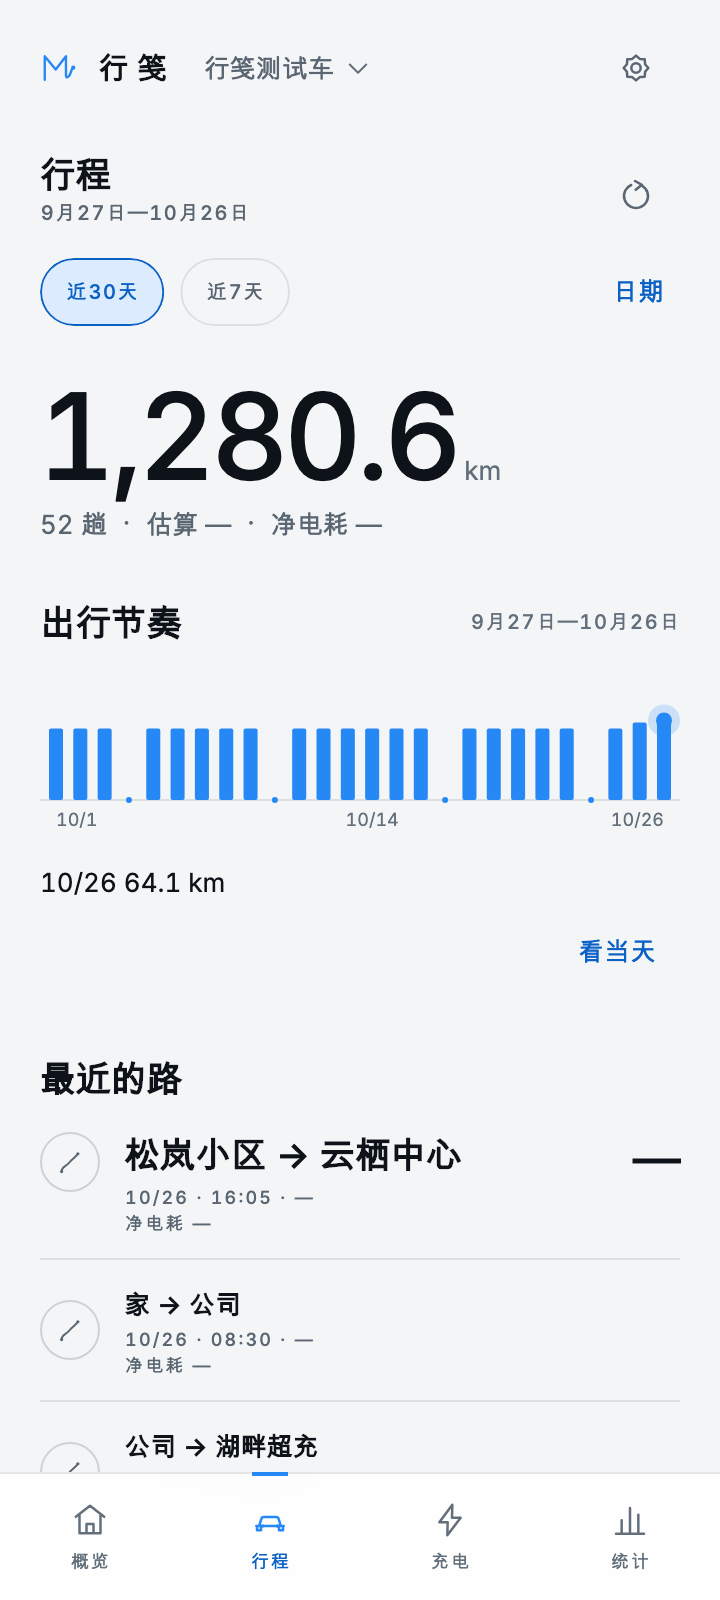 行笺 行笺测试车
行程
9月27日—10月26日
近30天 近7天 日期
1,280.6 km
52 趟 · 估算 — · 净电耗 —
出行节奏 9月27日—10月26日
10/1 10/14 10/26
10/26 64.1 km
看当天
最近的路
松岚小区 → 云栖中心 —
10/26 · 16:05 · —
净电耗 —
家 → 公司
10/26 · 08:30 · —
净电耗 —
公司 → 湖畔超充
概览 行程 充电 统计